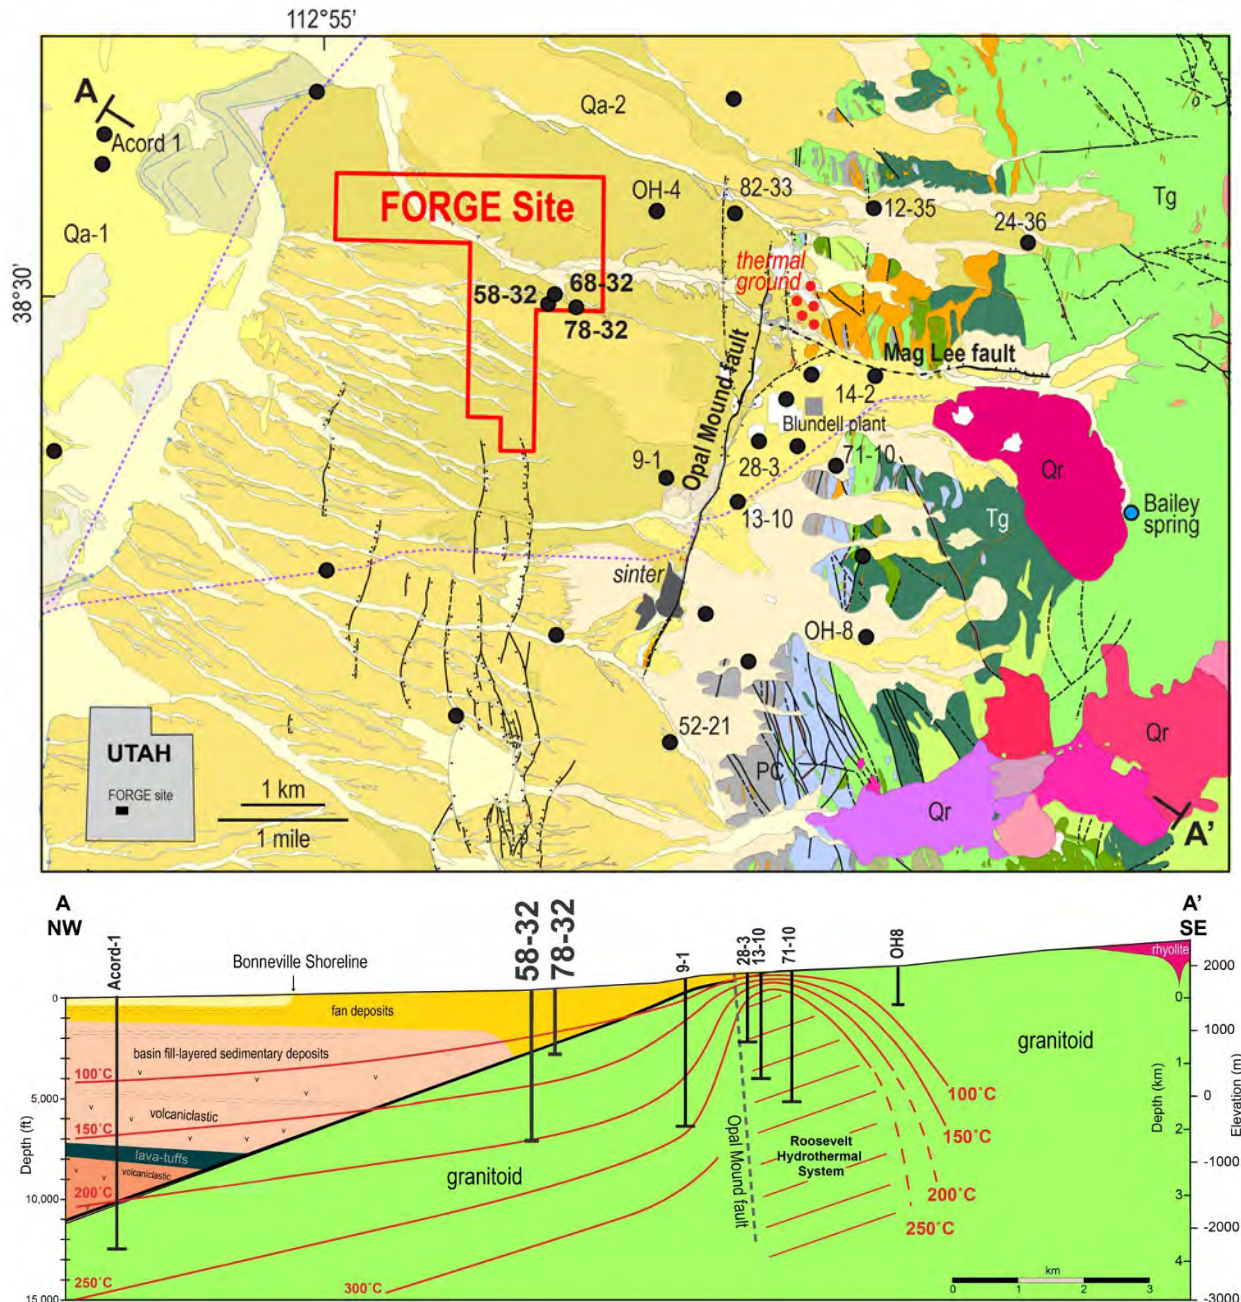 112°55'
A
Acord 1
Qa-2
Qa-1
FORGE Site
OH-4
82-33
12-35
24-36
Tg
38°30'
thermal
ground
58-32
68-32
78-32
Opal Mound fault
Mag Lee fault
14-2
Blundell plant
9-1
28-3
71-10
13-10
Qr
Tg
Bailey
spring
sinter
OH-8
52-21
PC
Qr
Qr
A'
UTAH
FORGE site
1 km
1 mile
A
NW
A'
SE
Acord-1
Bonneville Shoreline
58-32
78-32
9-1
28-3
13-10
71-10
OH8
rhyolite
fan deposits
basin fill-layered sedimentary deposits
volcaniclastic
lava-tuffs
volcaniclastic
granitoid
granitoid
Opal Mound fault
Roosevelt
Hydrothermal
System
100°C
150°C
200°C
250°C
300°C
100°C
150°C
200°C
250°C
Depth (ft)
0
5,000
10,000
15,000
Depth (km)
0
1
2
3
4
Elevation (m)
2000
1000
0
-1000
-2000
-3000
km
0
1
2
3